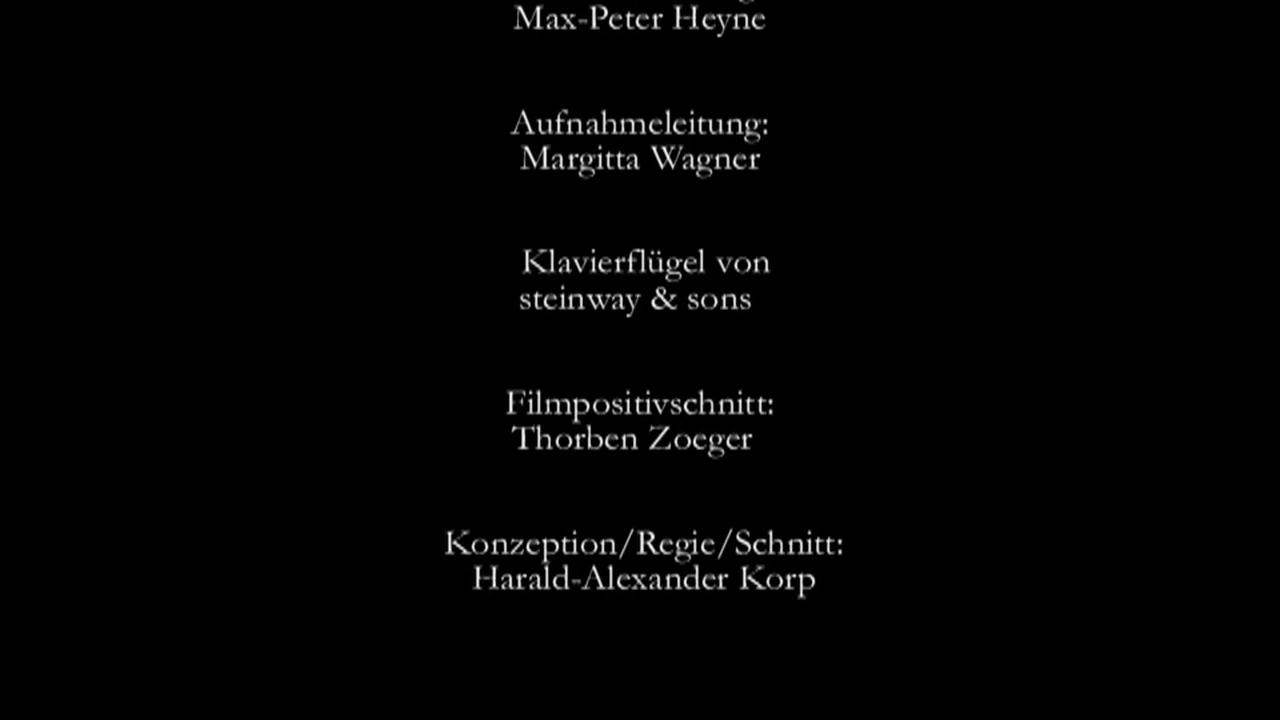 Max-Peter Heyne
Aufnahmeleitung:
Margitta Wagner
Klavierflügel von
steinway & sons
Filmpositivschnitt:
Thorben Zoeger
Konzeption/Regie/Schnitt:
Harald-Alexander Korp